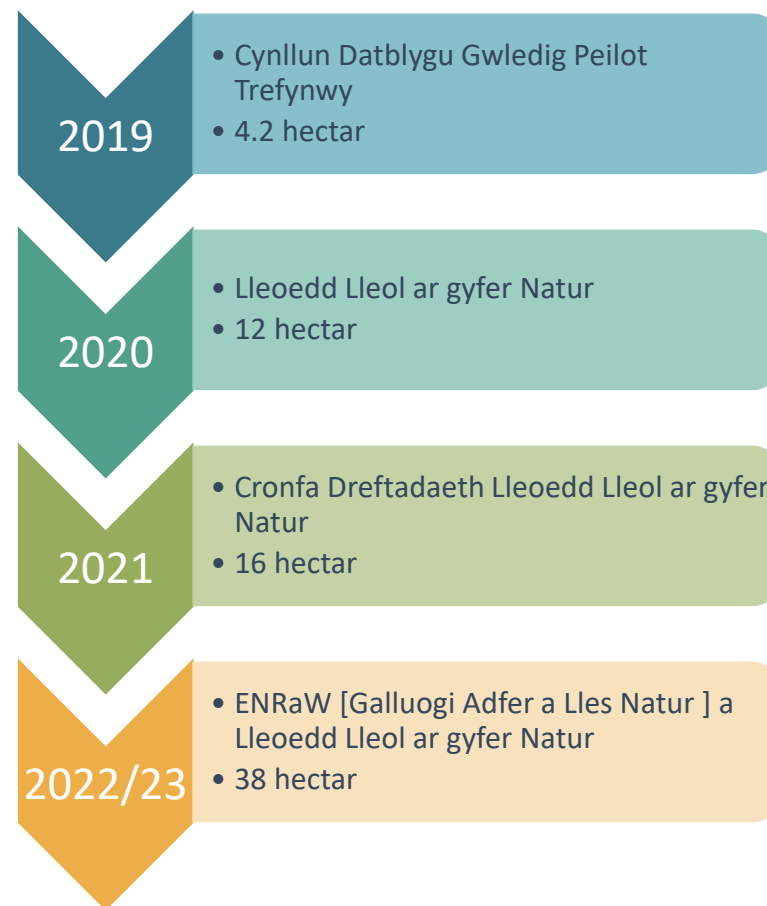 2019
• Cynllun Datblygu Gwledig Peilot
Trefynwy
• 4.2 hectar
2020
• Lleoedd Lleol ar gyfer Natur
• 12 hectar
2021
• Cronfa Dreftadaeth Lleoedd Lleol ar gyfer
Natur
• 16 hectar
2022/23
• ENRaW [Galluogi Adfer a Lles Natur ] a
Lleoedd Lleol ar gyfer Natur
• 38 hectar